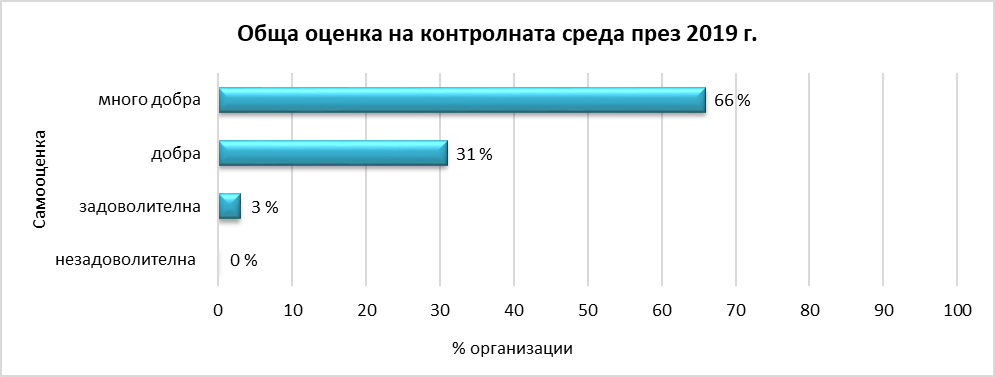 Обща оценка на контролната среда през 2019 г.
много добра
66 %
добра
31 %
задоволителна
3 %
незадоволителна
0 %
Самооценка
0 10 20 30 40 50 60 70 80 90 100
% организации